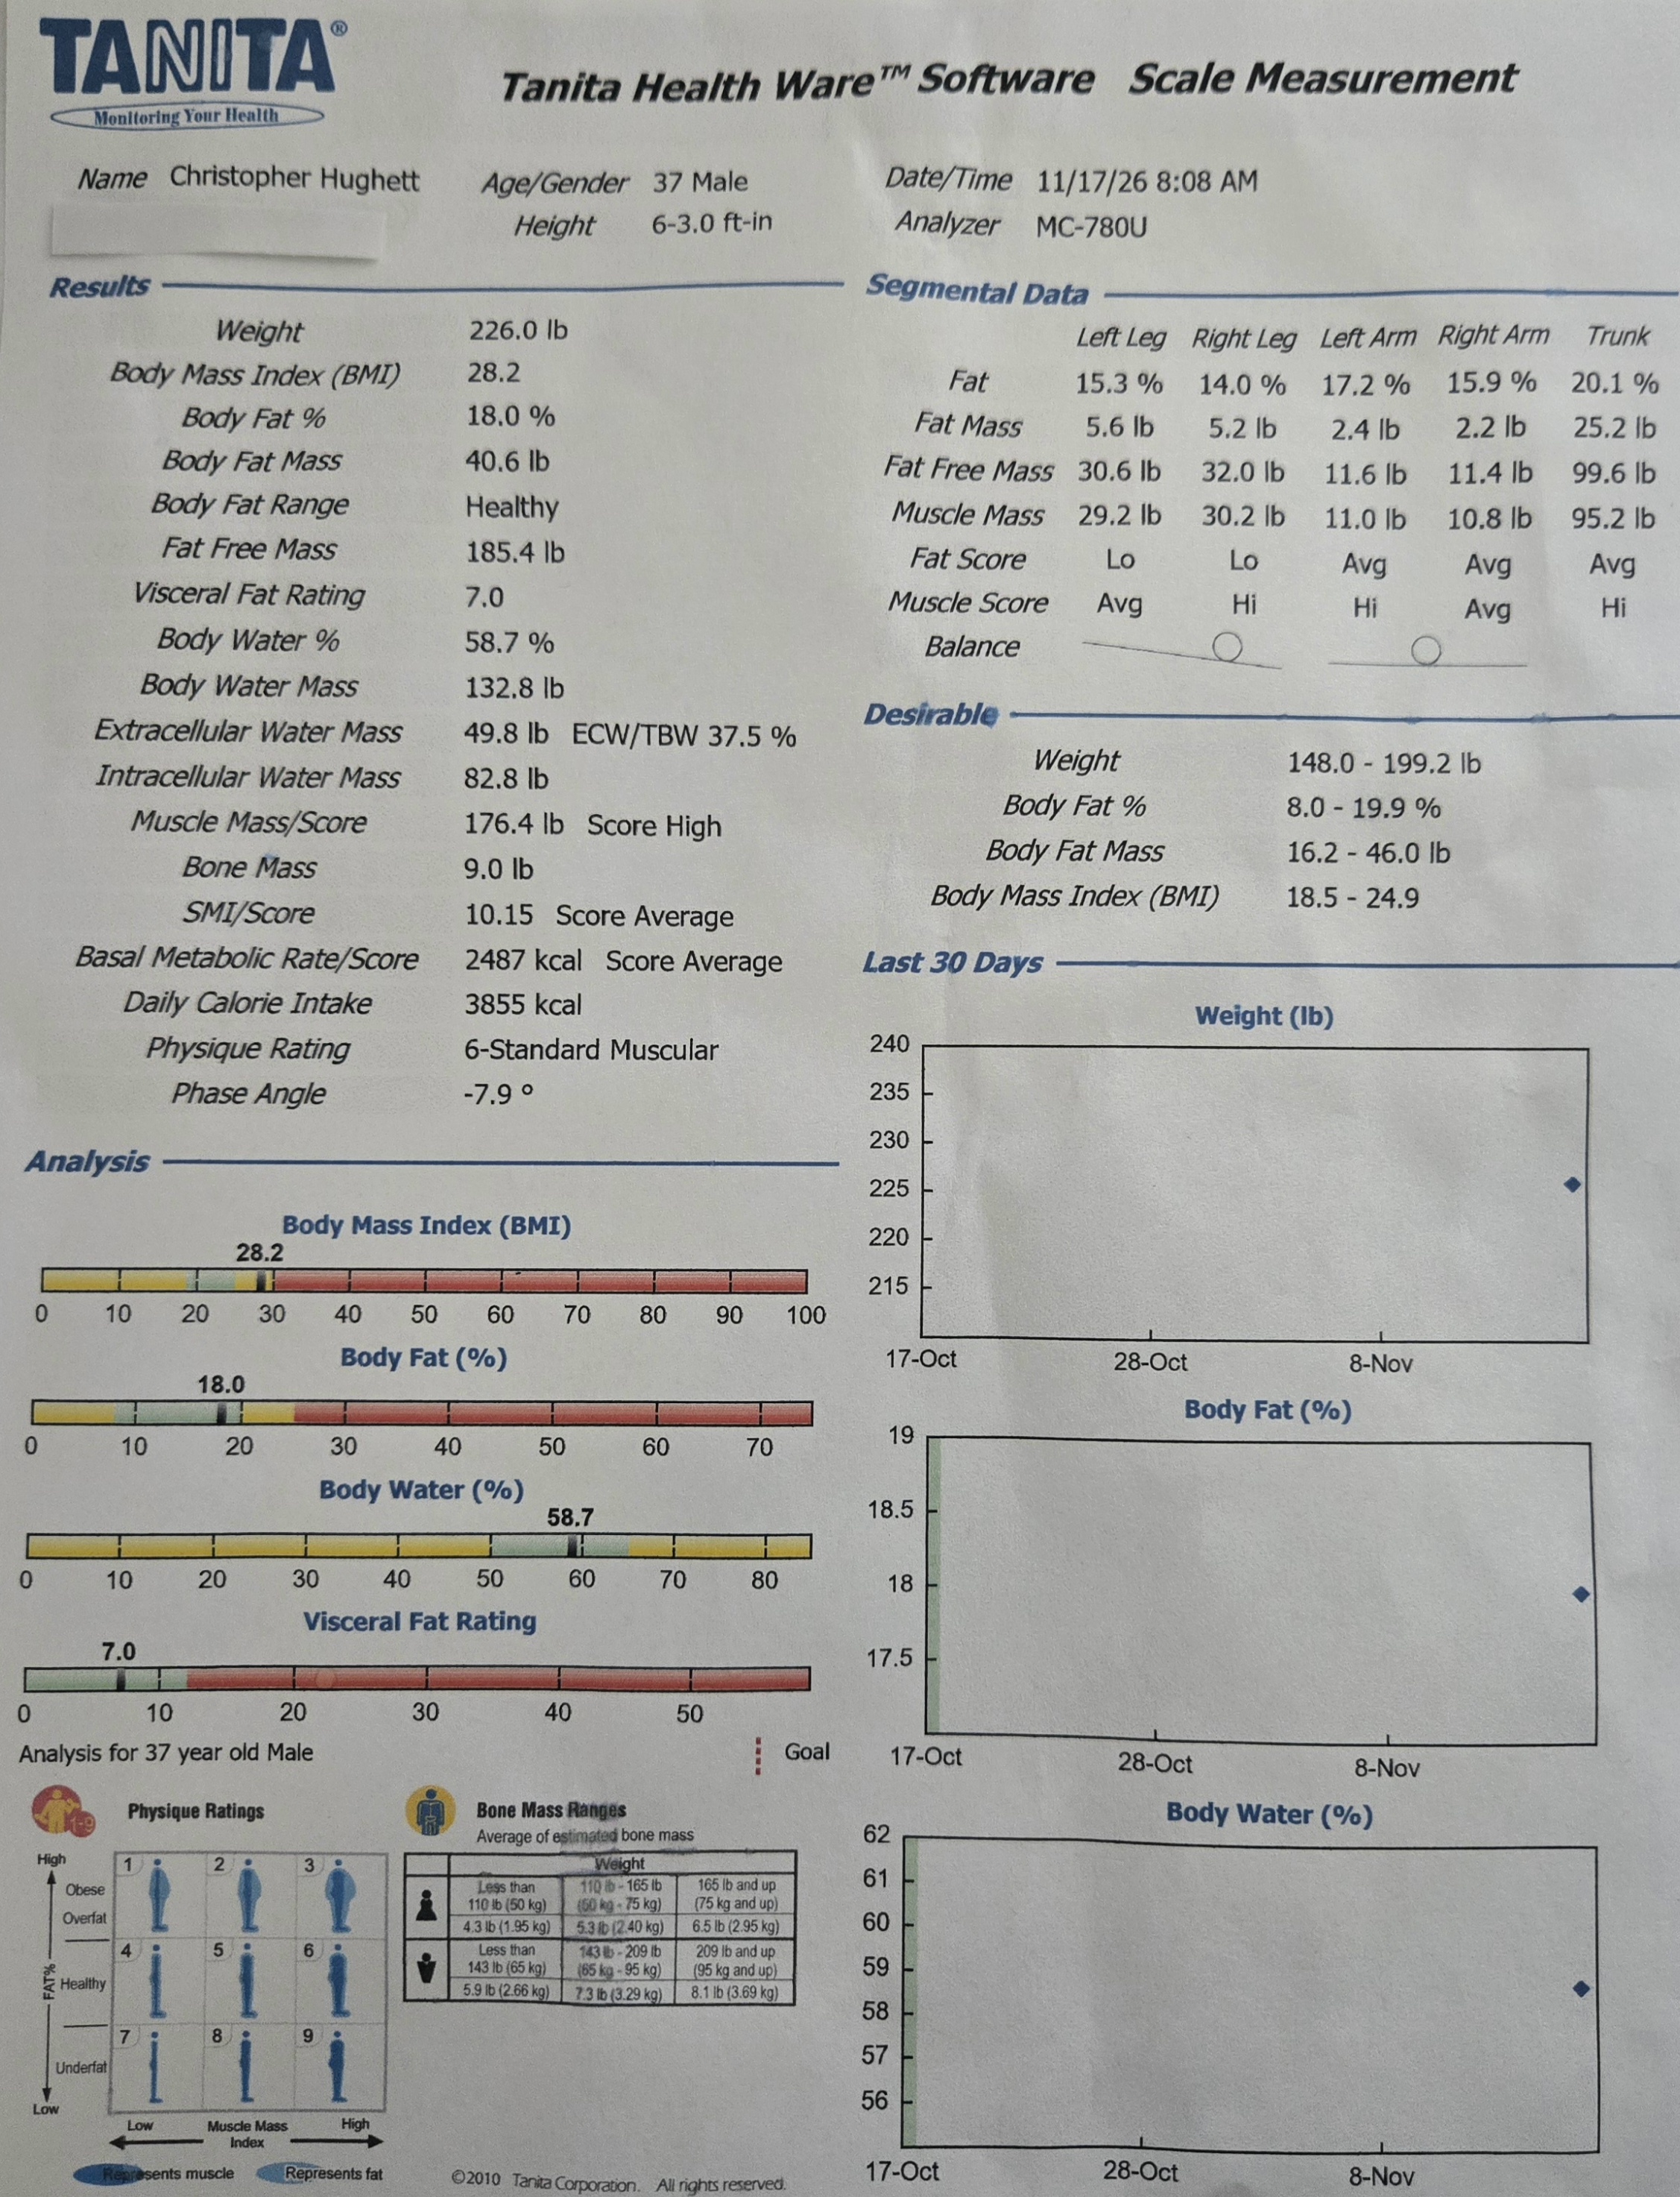 TANITA®
Monitoring Your Health
Tanita Health Ware™ Software Scale Measurement
Name Christopher Hughett
Age/Gender 37 Male
Height 6-3.0 ft-in
Date/Time 11/17/26 8:08 AM
Analyzer MC-780U
Results
Weight 226.0 lb
Body Mass Index (BMI) 28.2
Body Fat % 18.0 %
Body Fat Mass 40.6 lb
Body Fat Range Healthy
Fat Free Mass 185.4 lb
Visceral Fat Rating 7.0
Body Water % 58.7 %
Body Water Mass 132.8 lb
Extracellular Water Mass 49.8 lb ECW/TBW 37.5 %
Intracellular Water Mass 82.8 lb
Muscle Mass/Score 176.4 lb Score High
Bone Mass 9.0 lb
SMI/Score 10.15 Score Average
Basal Metabolic Rate/Score 2487 kcal Score Average
Daily Calorie Intake 3855 kcal
Physique Rating 6-Standard Muscular
Phase Angle -7.9 °
Segmental Data
Left Leg Right Leg Left Arm Right Arm Trunk
Fat 15.3 % 14.0 % 17.2 % 15.9 % 20.1 %
Fat Mass 5.6 lb 5.2 lb 2.4 lb 2.2 lb 25.2 lb
Fat Free Mass 30.6 lb 32.0 lb 11.6 lb 11.4 lb 99.6 lb
Muscle Mass 29.2 lb 30.2 lb 11.0 lb 10.8 lb 95.2 lb
Fat Score Lo Lo Avg Avg Avg
Muscle Score Avg Hi Hi Avg Hi
Balance
Desirable
Weight 148.0 - 199.2 lb
Body Fat % 8.0 - 19.9 %
Body Fat Mass 16.2 - 46.0 lb
Body Mass Index (BMI) 18.5 - 24.9
Last 30 Days
Weight (lb)
240
235
230
225
220
215
17-Oct 28-Oct 8-Nov
Body Fat (%)
19
18.5
18
17.5
17-Oct 28-Oct 8-Nov
Body Water (%)
62
61
60
59
58
57
56
17-Oct 28-Oct 8-Nov
Analysis
Body Mass Index (BMI)
28.2
0 10 20 30 40 50 60 70 80 90 100
Body Fat (%)
18.0
0 10 20 30 40 50 60 70
Body Water (%)
58.7
0 10 20 30 40 50 60 70 80
Visceral Fat Rating
7.0
0 10 20 30 40 50
Analysis for 37 year old Male
Goal
1-9
Physique Ratings
High
Obese
Overfat
FAT%
Healthy
Underfat
Low
1 2 3
4 5 6
7 8 9
Low Muscle Mass High
Index
Represents muscle Represents fat
Bone Mass Ranges
Average of estimated bone mass
Weight
Less than 110 lb - 165 lb 165 lb and up
110 lb (50 kg) (50 kg - 75 kg) (75 kg and up)
4.3 lb (1.95 kg) 5.3 lb (2.40 kg) 6.5 lb (2.95 kg)
Less than 143 lb - 209 lb 209 lb and up
143 lb (65 kg) (65 kg - 95 kg) (95 kg and up)
5.9 lb (2.66 kg) 7.3 lb (3.29 kg) 8.1 lb (3.69 kg)
©2010 Tanita Corporation. All rights reserved.